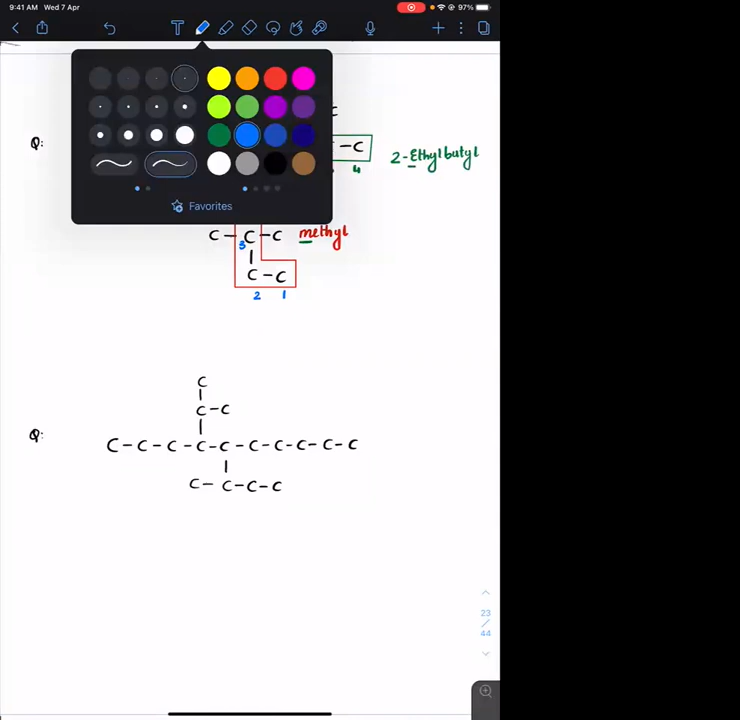 9:41 AM Wed 7 Apr
97%
T
C
Q:
-C
4
2-Ethylbutyl
Favorites
C-C-C methyl
3
C-C
2 1
C
C-C
Q:
C-C-C-C-C-C-C-C-C-C
C-C-C-C
23
/
44